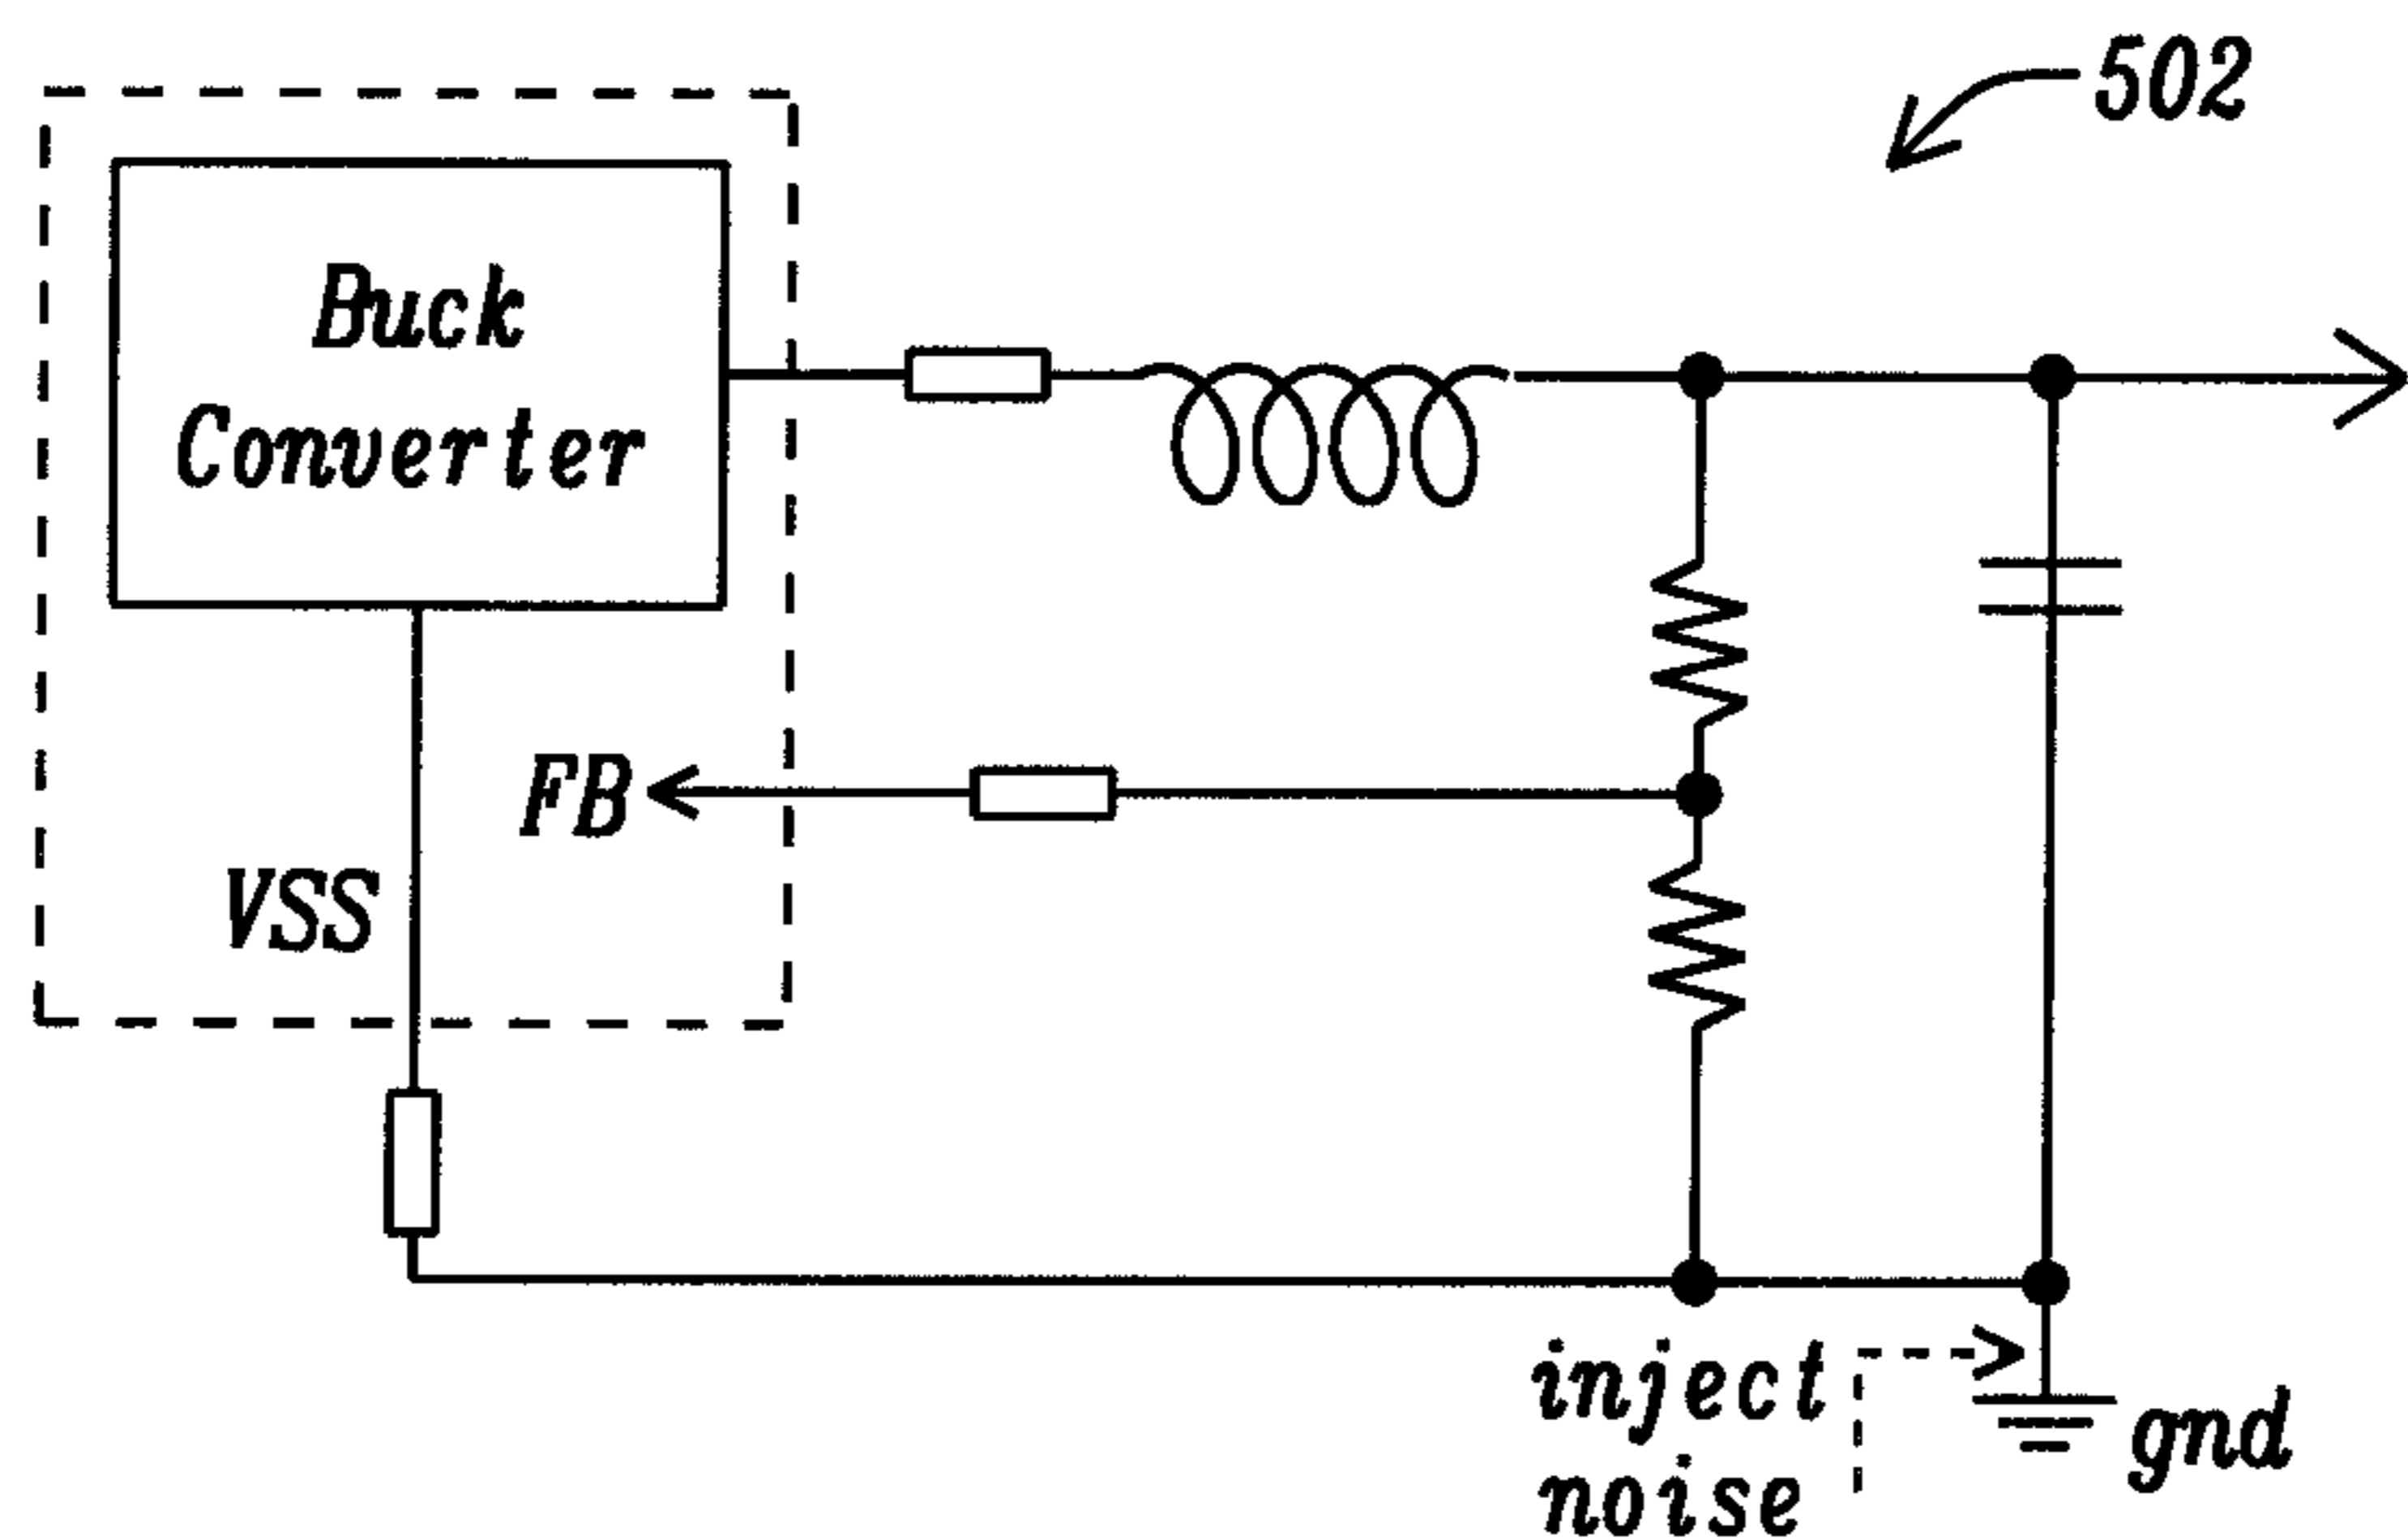 502
Buck
Converter
FB
VSS
inject
noise
gnd